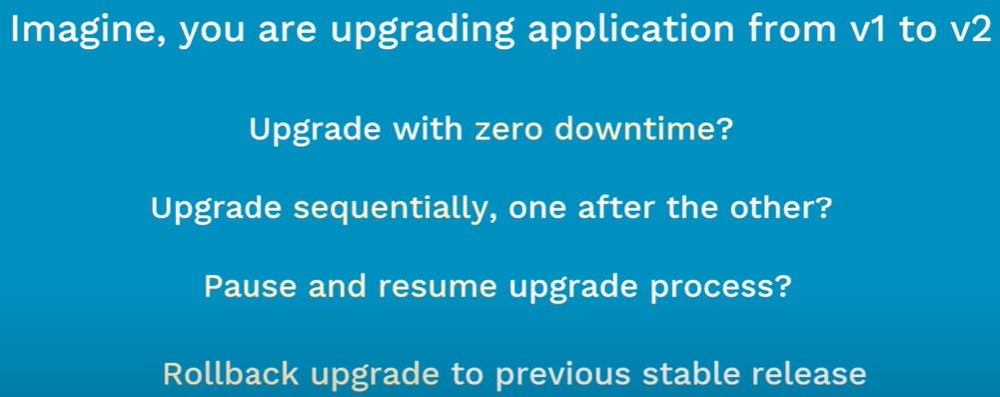 Imagine, you are upgrading application from v1 to v2
Upgrade with zero downtime?
Upgrade sequentially, one after the other?
Pause and resume upgrade process?
Rollback upgrade to previous stable release